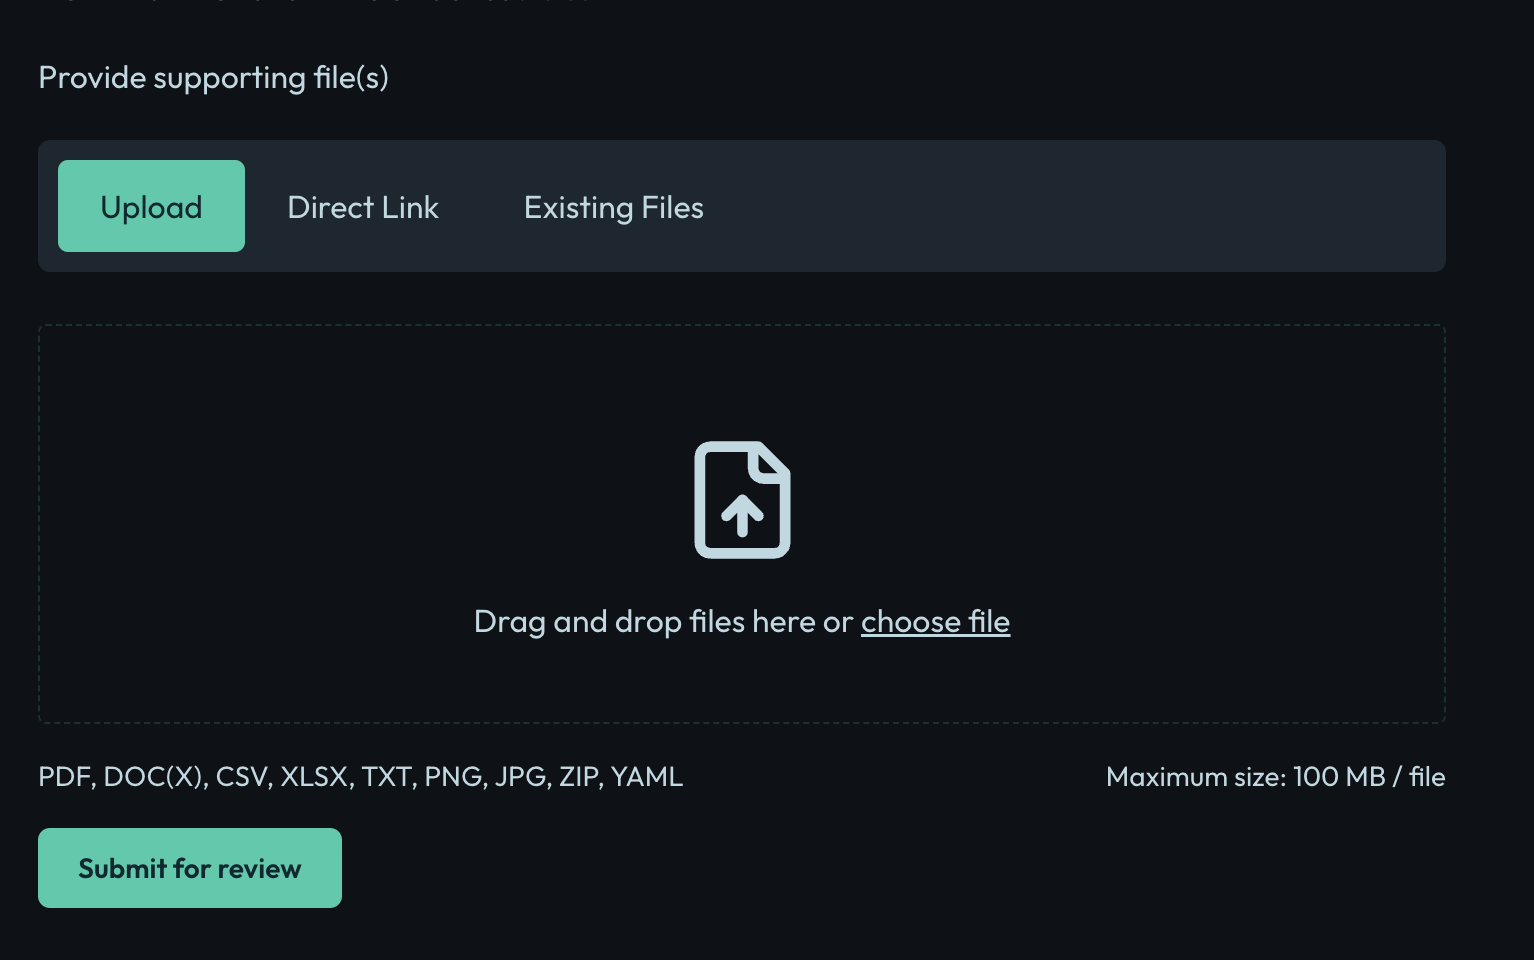 Provide supporting file(s)
Upload Direct Link Existing Files
Drag and drop files here or choose file
PDF, DOC(X), CSV, XLSX, TXT, PNG, JPG, ZIP, YAML Maximum size: 100 MB / file
Submit for review